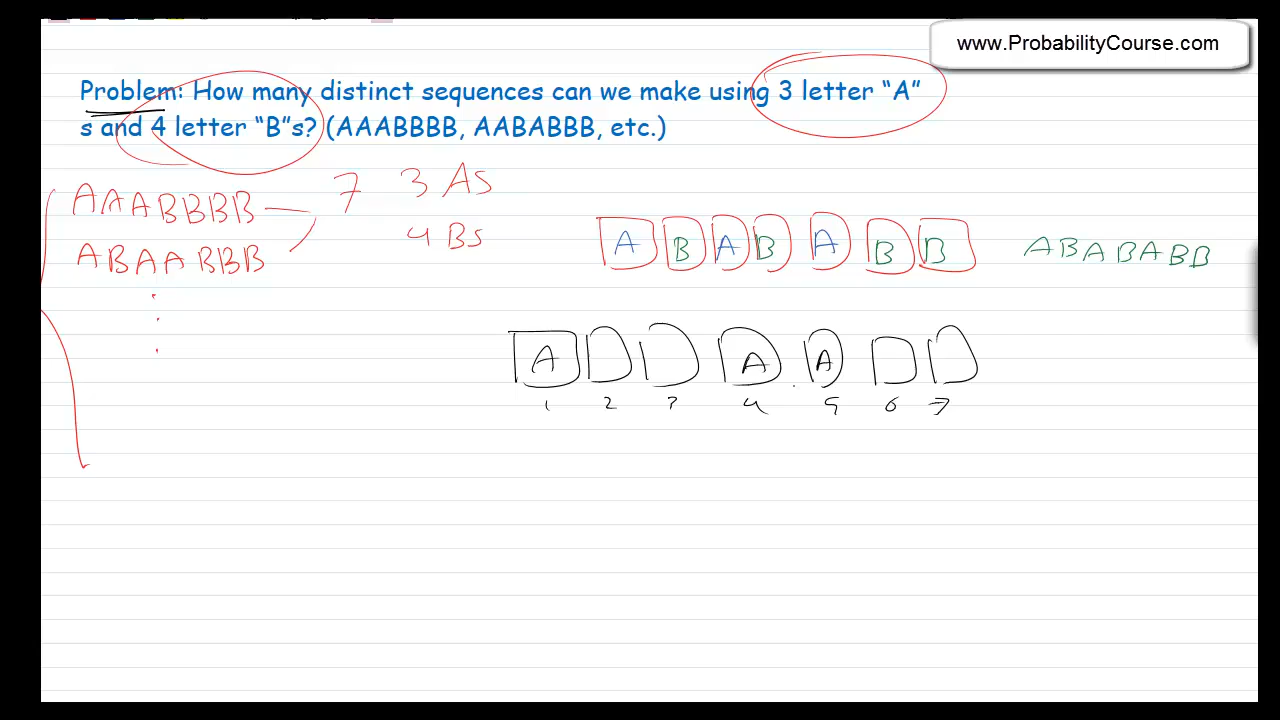 www.ProbabilityCourse.com
Problem: How many distinct sequences can we make using 3 letter “A”
s and 4 letter “B”s? (AAABBBB, AABABBB, etc.)
AAABBBB 7 3 AS
4 BS
ABAABBB
A B A B A B B ABABABB
A A A
1 2 3 4 5 6 7